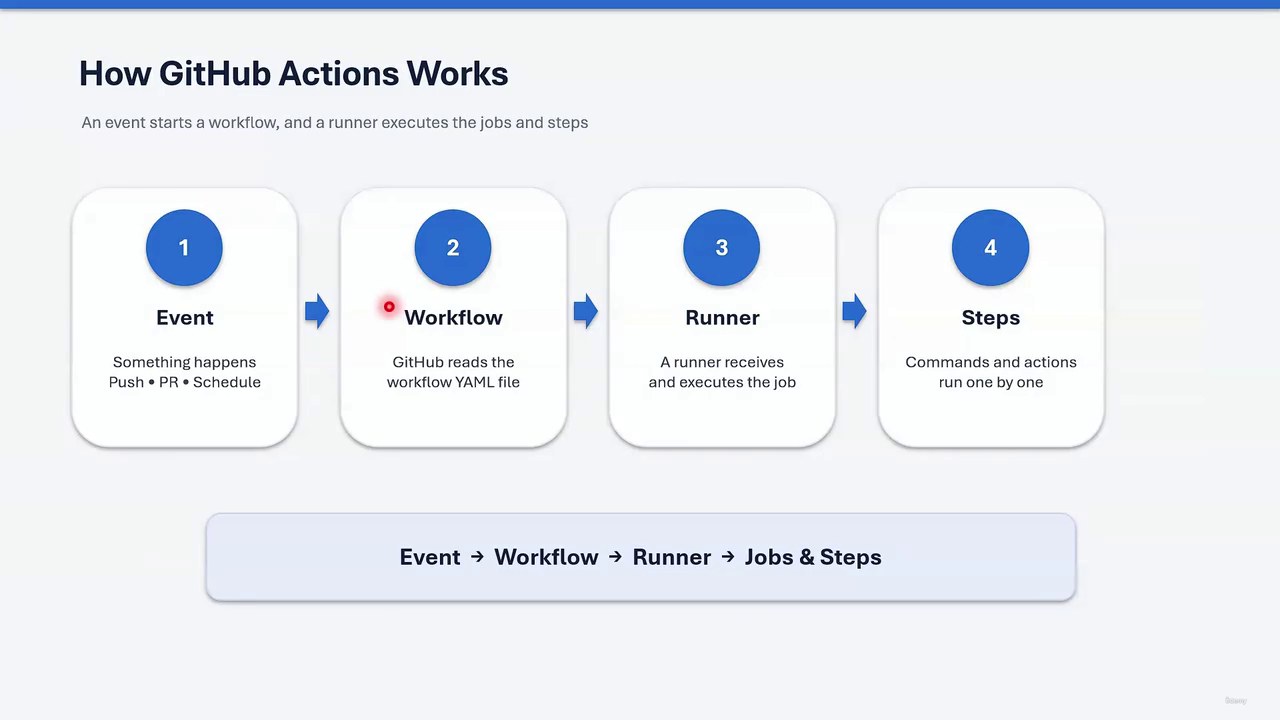 How GitHub Actions Works
An event starts a workflow, and a runner executes the jobs and steps
1
Event
Something happens
Push • PR • Schedule
2
Workflow
GitHub reads the
workflow YAML file
3
Runner
A runner receives
and executes the job
4
Steps
Commands and actions
run one by one
Event → Workflow → Runner → Jobs & Steps